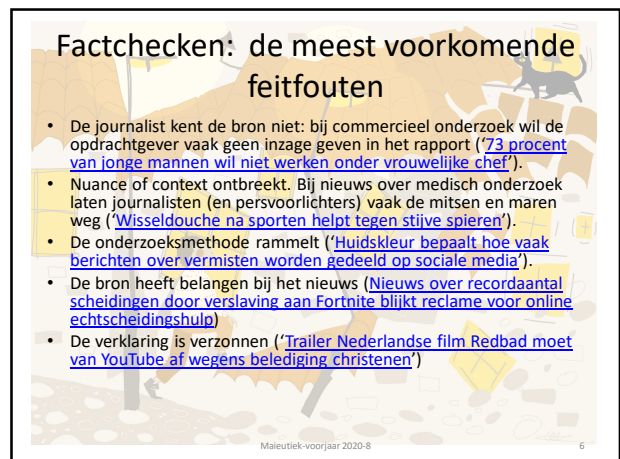 Factchecken: de meest voorkomende
feitfouten
• De journalist kent de bron niet: bij commercieel onderzoek wil de
opdrachtgever vaak geen inzage geven in het rapport (‘73 procent
van jonge mannen wil niet werken onder vrouwelijke chef’).
• Nuance of context ontbreekt. Bij nieuws over medisch onderzoek
laten journalisten (en persvoorlichters) vaak de mitsen en maren
weg (‘Wisseldouche na sporten helpt tegen stijve spieren’).
• De onderzoeksmethode rammelt (‘Huidskleur bepaalt hoe vaak
berichten over vermisten worden gedeeld op sociale media’).
• De bron heeft belangen bij het nieuws (Nieuws over recordaantal
scheidingen door verslaving aan Fortnite blijkt reclame voor online
echtscheidingshulp)
• De verklaring is verzonnen (‘Trailer Nederlandse film Redbad moet
van YouTube af wegens belediging christenen’)
Maieutiek-voorjaar 2020-8
6